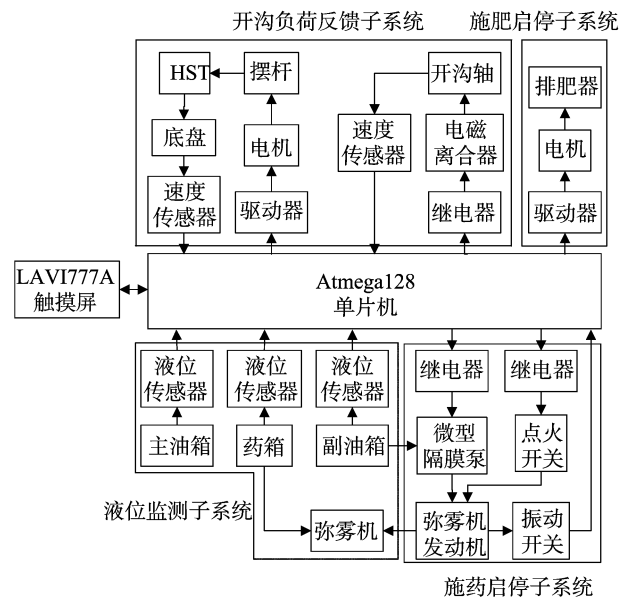 开沟负荷反馈子系统
施肥启停子系统
HST
摆杆
开沟轴
排肥器
底盘
电机
速度
传感器
电磁
离合器
电机
速度
传感器
驱动器
继电器
驱动器
LAVI777A
触摸屏
Atmega128
单片机
液位
传感器
液位
传感器
液位
传感器
继电器
继电器
主油箱
药箱
副油箱
微型
隔膜泵
点火
开关
液位监测子系统
弥雾机
弥雾机
发动机
振动
开关
施药启停子系统